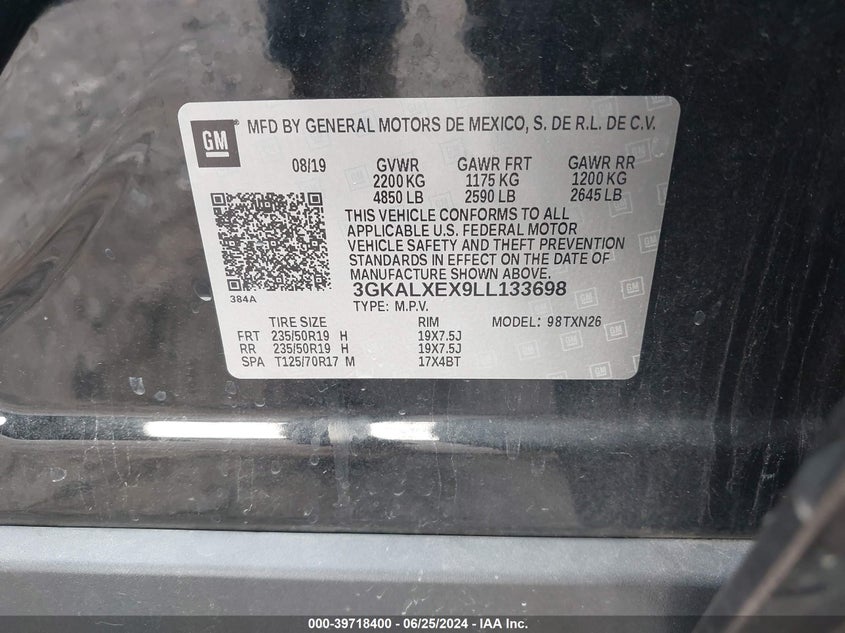 GM
MFD BY GENERAL MOTORS DE MEXICO, S. DE R.L. DE C.V.
08/19 GVWR GAWR FRT GAWR RR
2200 KG 1175 KG 1200 KG
4850 LB 2590 LB 2645 LB
THIS VEHICLE CONFORMS TO ALL
APPLICABLE U.S. FEDERAL MOTOR
VEHICLE SAFETY AND THEFT PREVENTION
STANDARDS IN EFFECT ON THE DATE OF
MANUFACTURE SHOWN ABOVE.
384A
3GKALXEX9LL133698
TYPE: M.P.V.
TIRE SIZE RIM MODEL: 98TXN26
FRT 235/50R19 H 19X7.5J
RR 235/50R19 H 19X7.5J
SPA T125/70R17 M 17X4BT
000-39718400 / 06/25/2024 - IAA Inc.